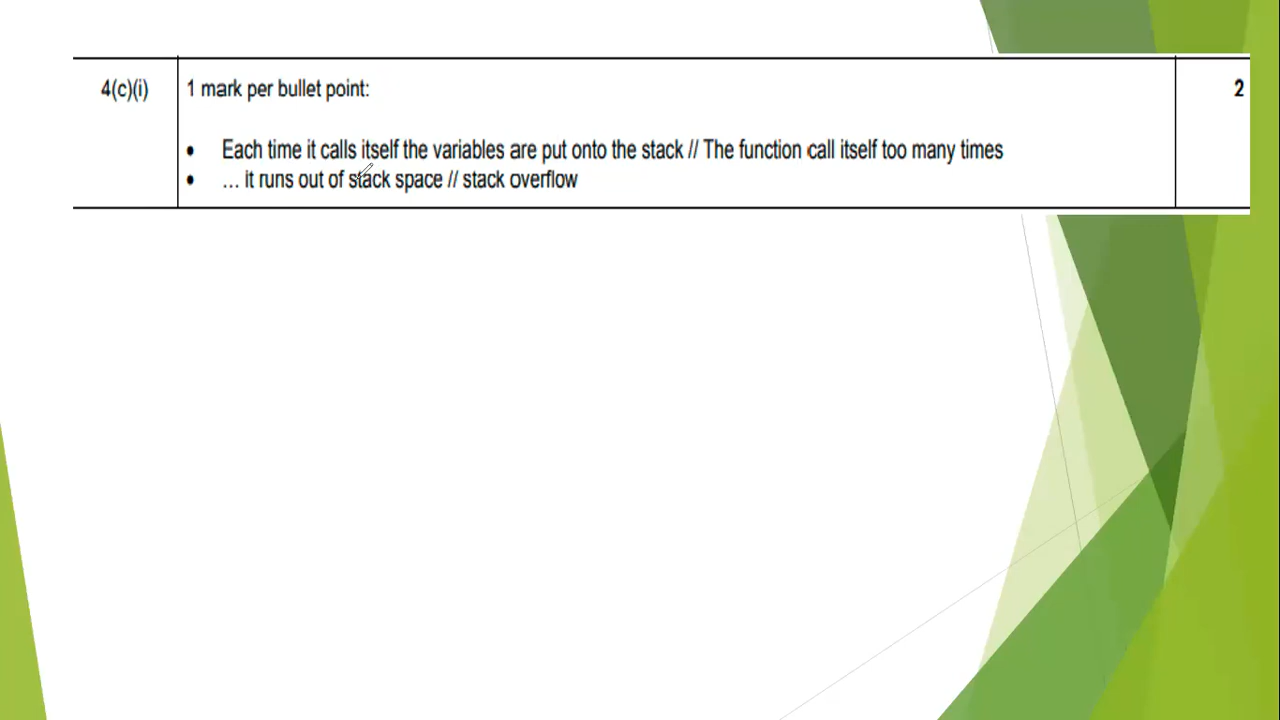 4(c)(i) 1 mark per bullet point: 2
• Each time it calls itself the variables are put onto the stack // The function call itself too many times
• … it runs out of stack space // stack overflow